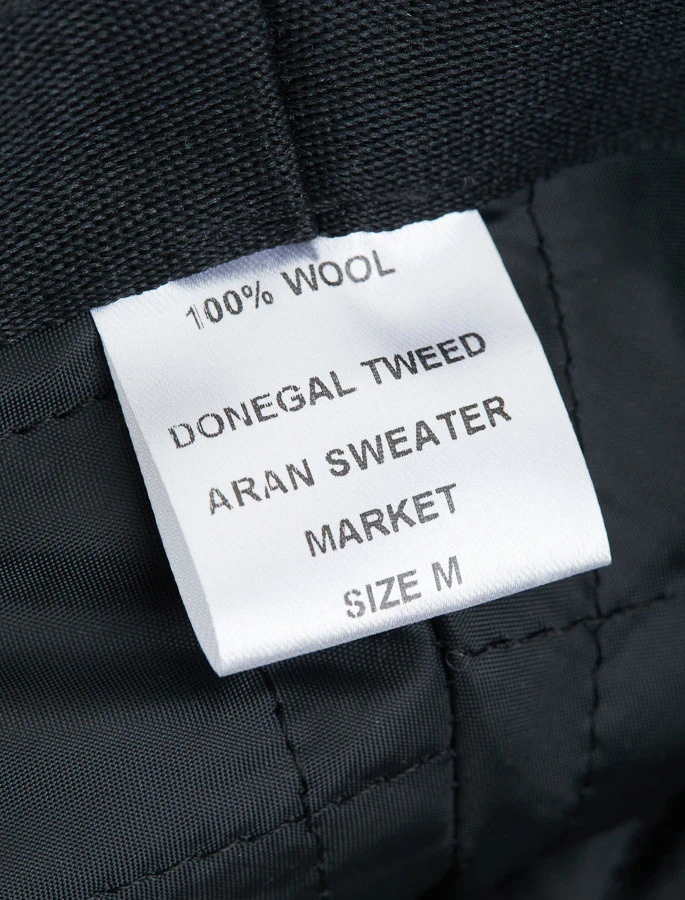 100% WOOL
DONEGAL TWEED
ARAN SWEATER
MARKET
SIZE M